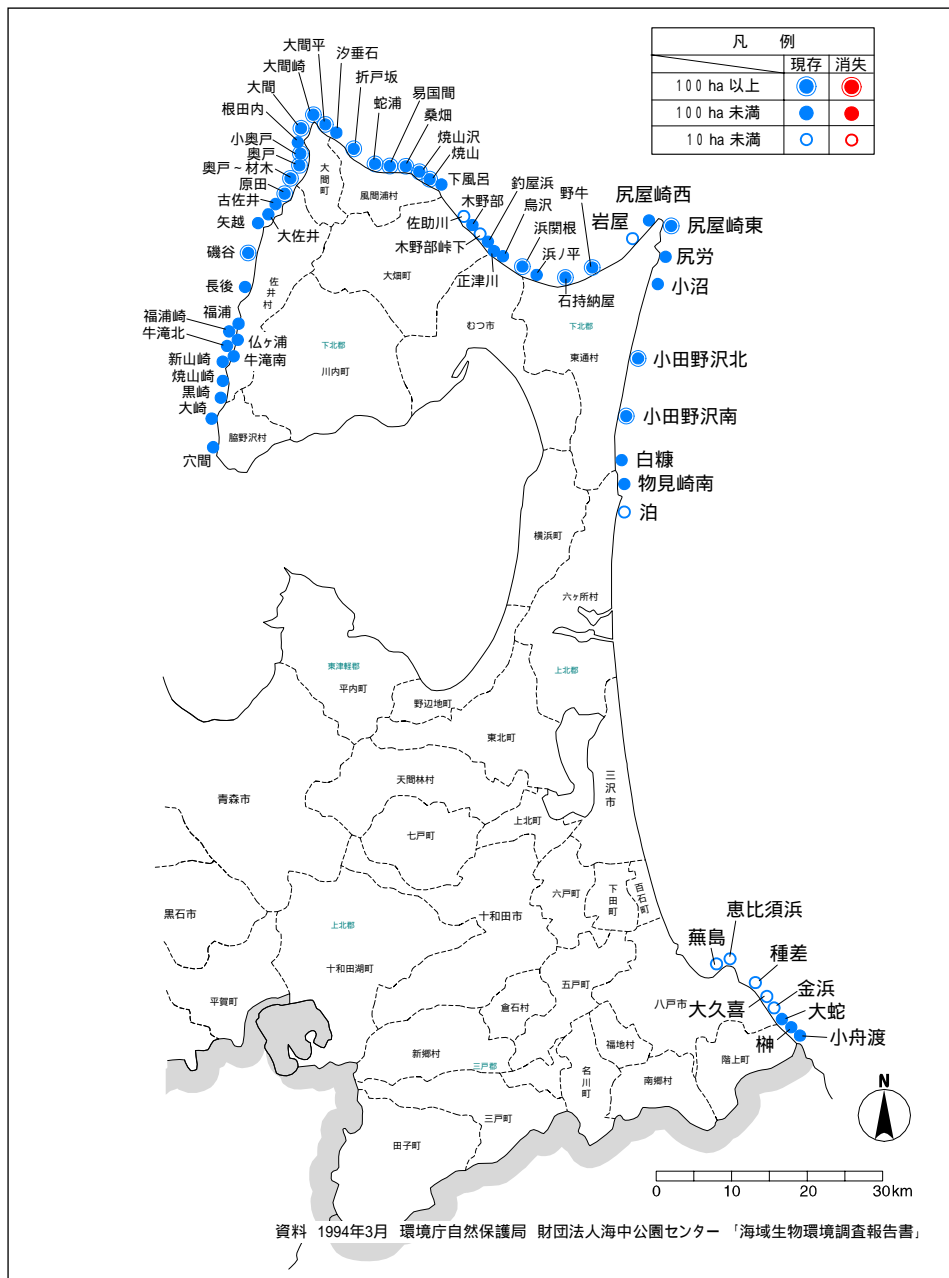 凡 例
現存 消失
100 ha 以上
100 ha 未満
10 ha 未満
大間平
汐垂石
大間崎
折戸坂
大間
易国間
蛇浦
桑畑
根田内
焼山沢
小奥戸
焼山
奥戸
下風呂
奥戸~材木
原田
古佐井
矢越
大佐井
磯谷
長後
福浦
福浦崎
牛滝北
仏ヶ浦
新山崎
牛滝南
焼山崎
黒崎
大崎
穴間
木野部
佐助川
木野部峠下
釣屋浜
烏沢
正津川
浜関根
浜ノ平
野牛
石持納屋
岩屋
尻屋崎西
尻屋崎東
尻労
小沼
小田野沢北
小田野沢南
白糠
物見崎南
泊
大間町
風間浦村
佐井村
大畑町
むつ市
下北郡
川内町
下北郡
東通村
脇野沢村
横浜町
六ヶ所村
東津軽郡
平内町
上北郡
野辺地町
東北町
天間林村
三沢市
青森市
七戸町
上北町
六戸町
下田町
百石町
黒石市
上北郡
十和田市
十和田湖町
五戸町
八戸市
平賀町
倉石村
福地村
新郷村
三戸郡
名川町
南郷村
階上町
三戸町
田子町
恵比須浜
蕪島
種差
大久喜
金浜
大蛇
榊
小舟渡
N
0 10 20 30km
資料 1994年3月 環境庁自然保護局 財団法人海中公園センター 「海域生物環境調査報告書」